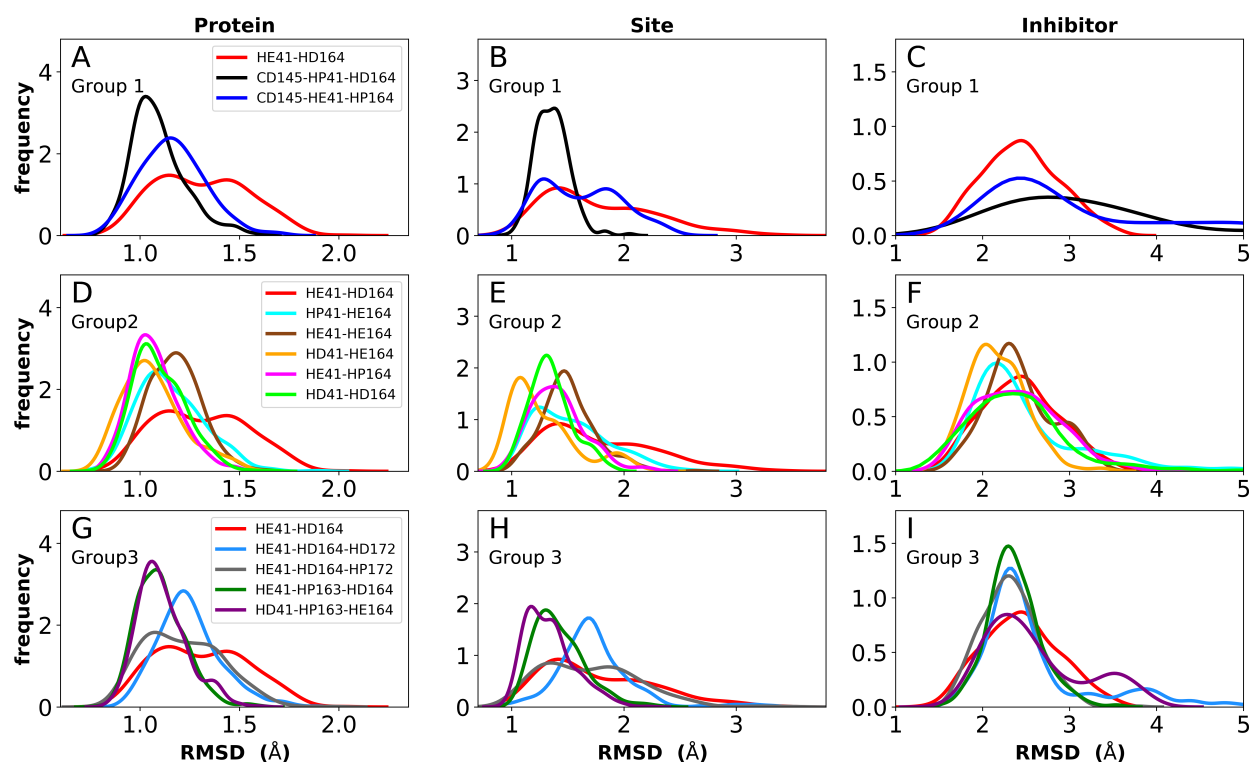 Protein
Site
Inhibitor
A
Group 1
HE41-HD164
CD145-HP41-HD164
CD145-HE41-HP164
frequency
4
2
0
1.0
1.5
2.0
B
Group 1
3
2
1
0
1
2
3
C
Group 1
1.5
1.0
0.5
0.0
1
2
3
4
5
D
Group2
HE41-HD164
HP41-HE164
HE41-HE164
HD41-HE164
HE41-HP164
HD41-HD164
frequency
4
2
0
1.0
1.5
2.0
E
Group 2
3
2
1
0
1
2
3
F
Group 2
1.5
1.0
0.5
0.0
1
2
3
4
5
G
Group3
HE41-HD164
HE41-HD164-HD172
HE41-HD164-HP172
HE41-HP163-HD164
HD41-HP163-HE164
frequency
4
2
0
1.0
1.5
2.0
RMSD (Å)
H
Group 3
3
2
1
0
1
2
3
RMSD (Å)
I
Group 3
1.5
1.0
0.5
0.0
1
2
3
4
5
RMSD (Å)